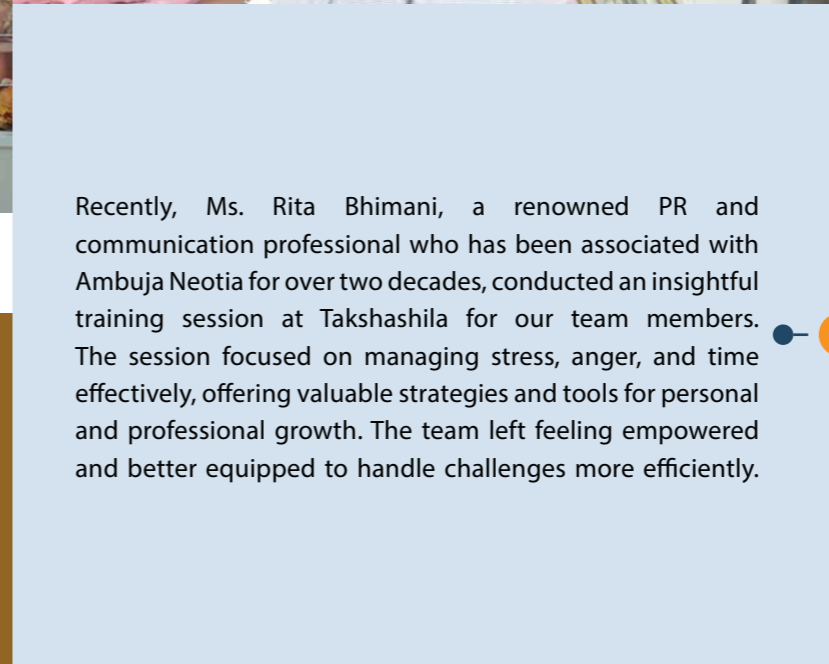 Recently, Ms. Rita Bhimani, a renowned PR and
communication professional who has been associated with
Ambuja Neotia for over two decades, conducted an insightful
training session at Takshashila for our team members.
The session focused on managing stress, anger, and time
effectively, offering valuable strategies and tools for personal
and professional growth. The team left feeling empowered
and better equipped to handle challenges more efficiently.